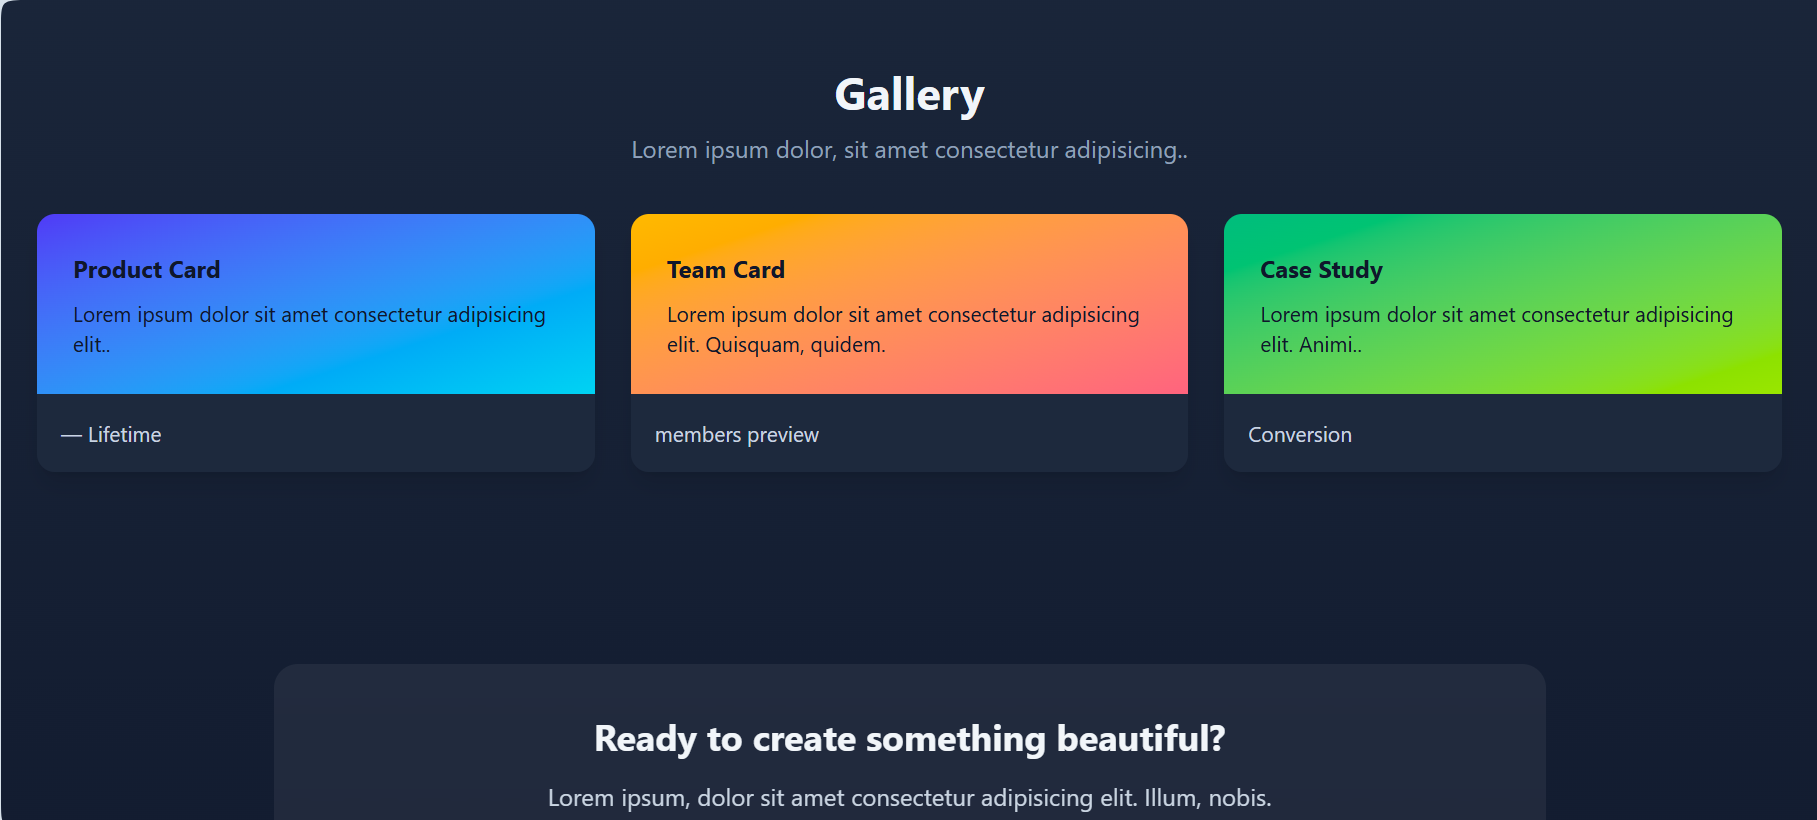 Gallery
Lorem ipsum dolor, sit amet consectetur adipisicing..
Product Card
Lorem ipsum dolor sit amet consectetur adipisicing
elit..
— Lifetime
Team Card
Lorem ipsum dolor sit amet consectetur adipisicing
elit. Quisquam, quidem.
members preview
Case Study
Lorem ipsum dolor sit amet consectetur adipisicing
elit. Animi..
Conversion
Ready to create something beautiful?
Lorem ipsum, dolor sit amet consectetur adipisicing elit. Illum, nobis.